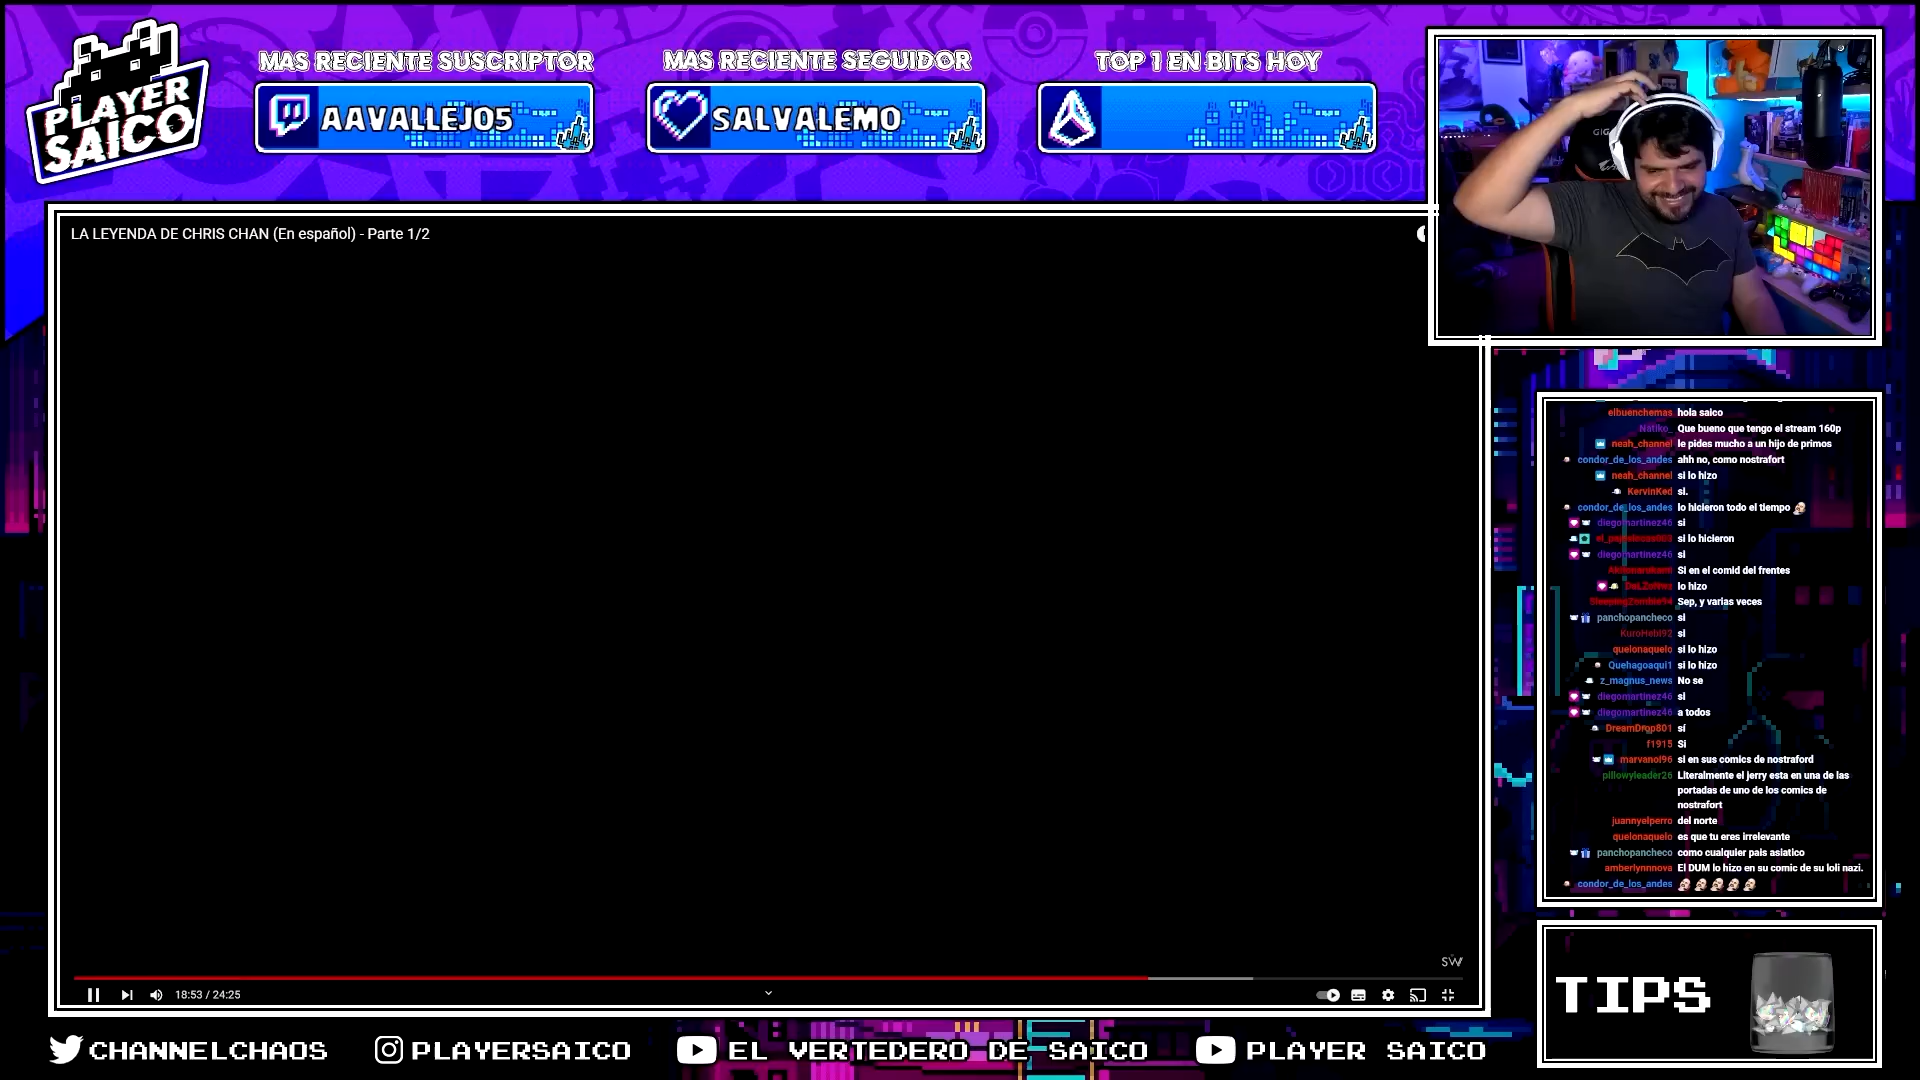 PLAYER
SAICO
MAS RECIENTE SUSCRIPTOR
AAVALLEJO5
MAS RECIENTE SEGUIDOR
SALVALEMO
TOP 1 EN BITS HOY
LA LEYENDA DE CHRIS CHAN (En español) - Parte 1/2
elbuenchemas hola saico
Natiko_ Que bueno que tengo el stream 160p
neah_channel le pides mucho a un hijo de primos
condor_de_los_andes ahh no, como nostrafort
neah_channel si lo hizo
KervinKed si.
condor_de_los_andes lo hicieron todo el tiempo
diegomartinez46 si
si lo hicieron
diegomartinez46 si
Si en el comid del frentes
lo hizo
Sep, y varias veces
panchopancheco si
KuroHebi92 si
quelonaquelo si lo hizo
Quehagoaqui1 si lo hizo
z_magnus_news No se
diegomartinez46 si
diegomartinez46 a todos
DreamDrop801 sí
f1915 Si
marvanol96 si en sus comics de nostraford
pillowyleader26 Literalmente el jerry esta en una de las
portadas de uno de los comics de
nostrafort
juannyelperro del norte
quelonaquelo es que tu eres irrelevante
panchopancheco como cualquier pais asiatico
amberlynnnova El DUM lo hizo en su comic de su loli nazi.
condor_de_los_andes
SW
18:53 / 24:25
TIPS
CHANNELCHAOS
PLAYERSAICO
EL VERTEDERO DE SAICO
PLAYER SAICO